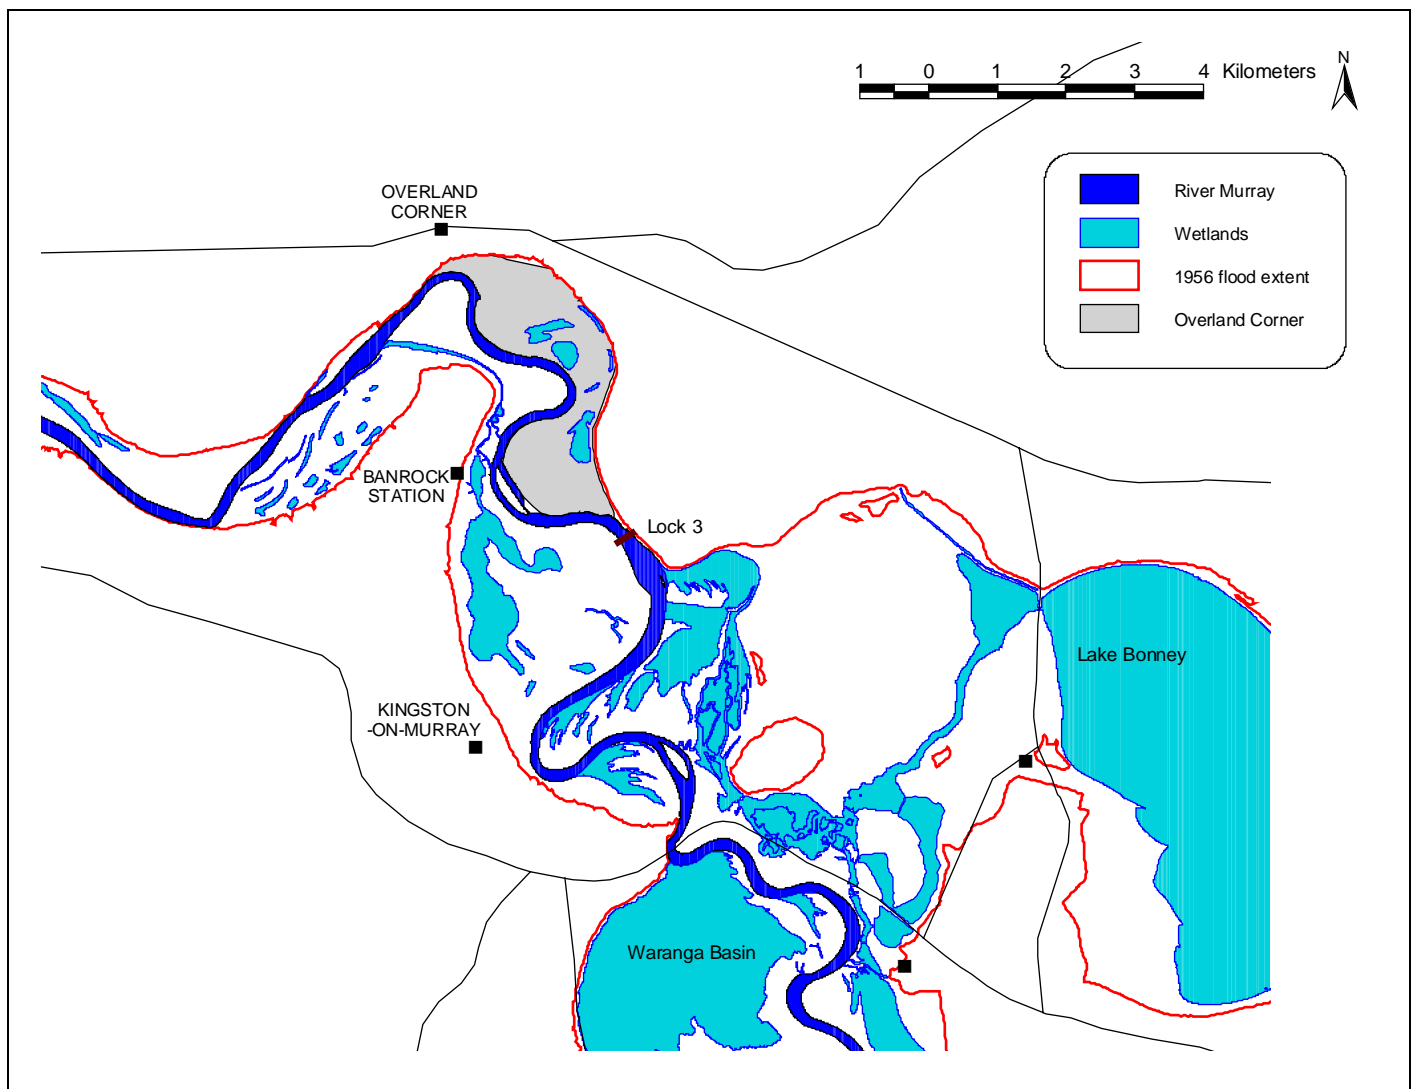 1 0 1 2 3 4 Kilometers
N
River Murray
Wetlands
1956 flood extent
Overland Corner
OVERLAND
CORNER
BANROCK
STATION
Lock 3
Lake Bonney
KINGSTON
-ON-MURRAY
Waranga Basin